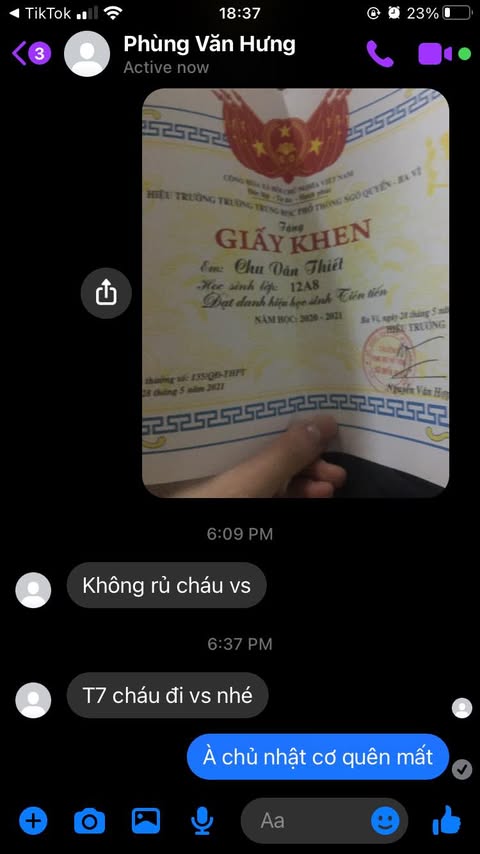 TikTok
18:37
23%
3
Phùng Văn Hưng
Active now
CỘNG HÒA XÃ HỘI CHỦ NGHĨA VIỆT NAM
Độc lập - Tự do - Hạnh phúc
HIỆU TRƯỞNG TRƯỜNG TRUNG HỌC PHỔ THÔNG NGÔ QUYỀN - BA VÌ
Tặng
GIẤY KHEN
Em: Chu Văn Thiết
Học sinh lớp: 12A8
Đạt danh hiệu học sinh Tiên tiến
NĂM HỌC: 2020 - 2021
Ba Vì, ngày 28 tháng 5 năm
HIỆU TRƯỞNG
thưởng số: 135/QĐ-THPT
28 tháng 5 năm 2021
Nguyễn Văn
6:09 PM
Không rủ cháu vs
6:37 PM
T7 cháu đi vs nhé
À chủ nhật cơ quên mất
Aa